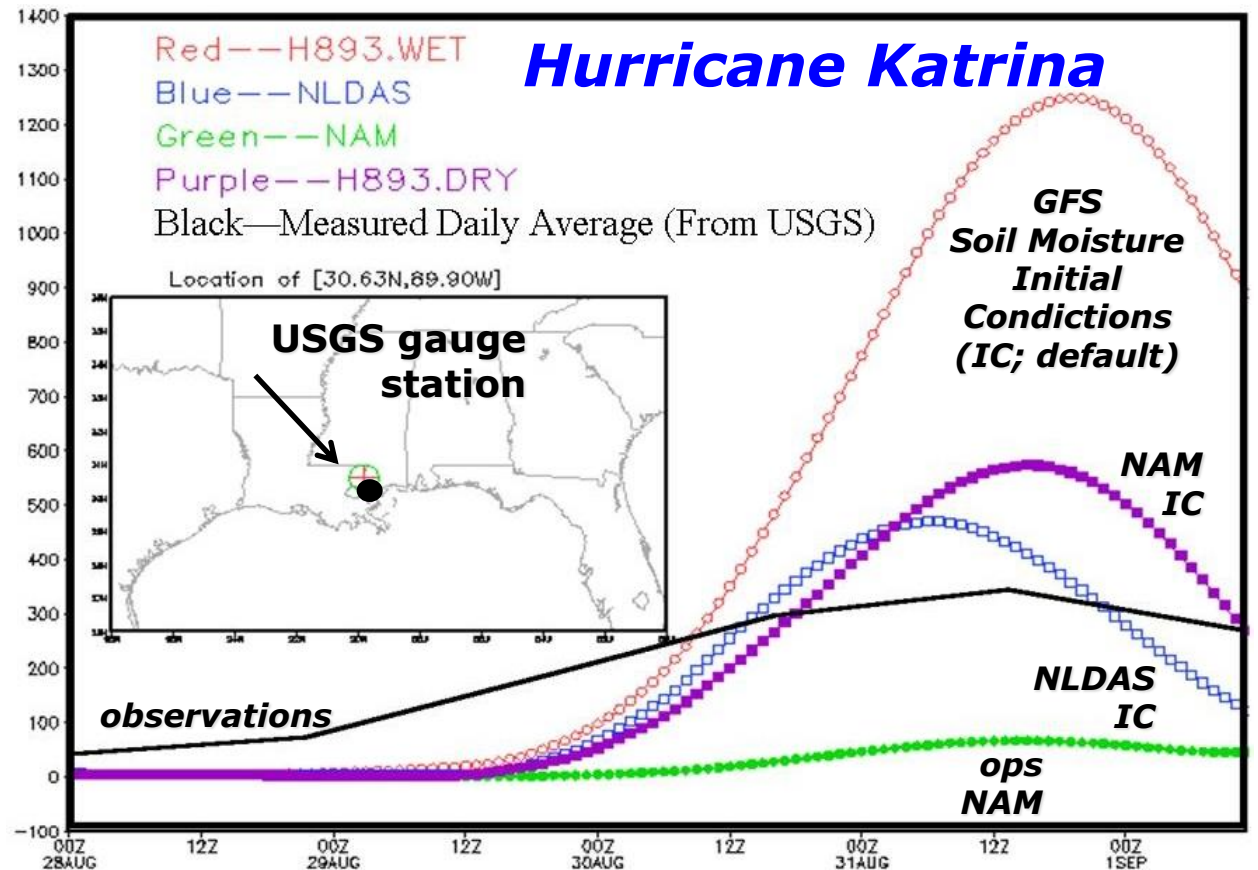 Hurricane Katrina
Red——H893.WET
Blue——NLDAS
Green——NAM
Purple——H893.DRY
Black—Measured Daily Average (From USGS)
Location of [30.63N,89.90W]
USGS gauge
station
GFS
Soil Moisture
Initial
Condictions
(IC; default)
NAM
IC
NLDAS
IC
ops
NAM
observations
1400
1300
1200
1100
1000
900
800
700
600
500
400
300
200
100
0
-100
00Z 12Z 00Z 12Z 00Z 12Z 00Z 12Z 00Z
28AUG 29AUG 30AUG 31AUG 1SEP